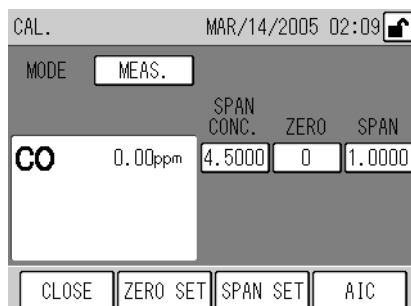 CAL. MAR/14/2005 02:09
MODE MEAS.
SPAN
CONC. ZERO SPAN
CO 0.00ppm 4.5000 0 1.0000
CLOSE ZERO SET SPAN SET AIC